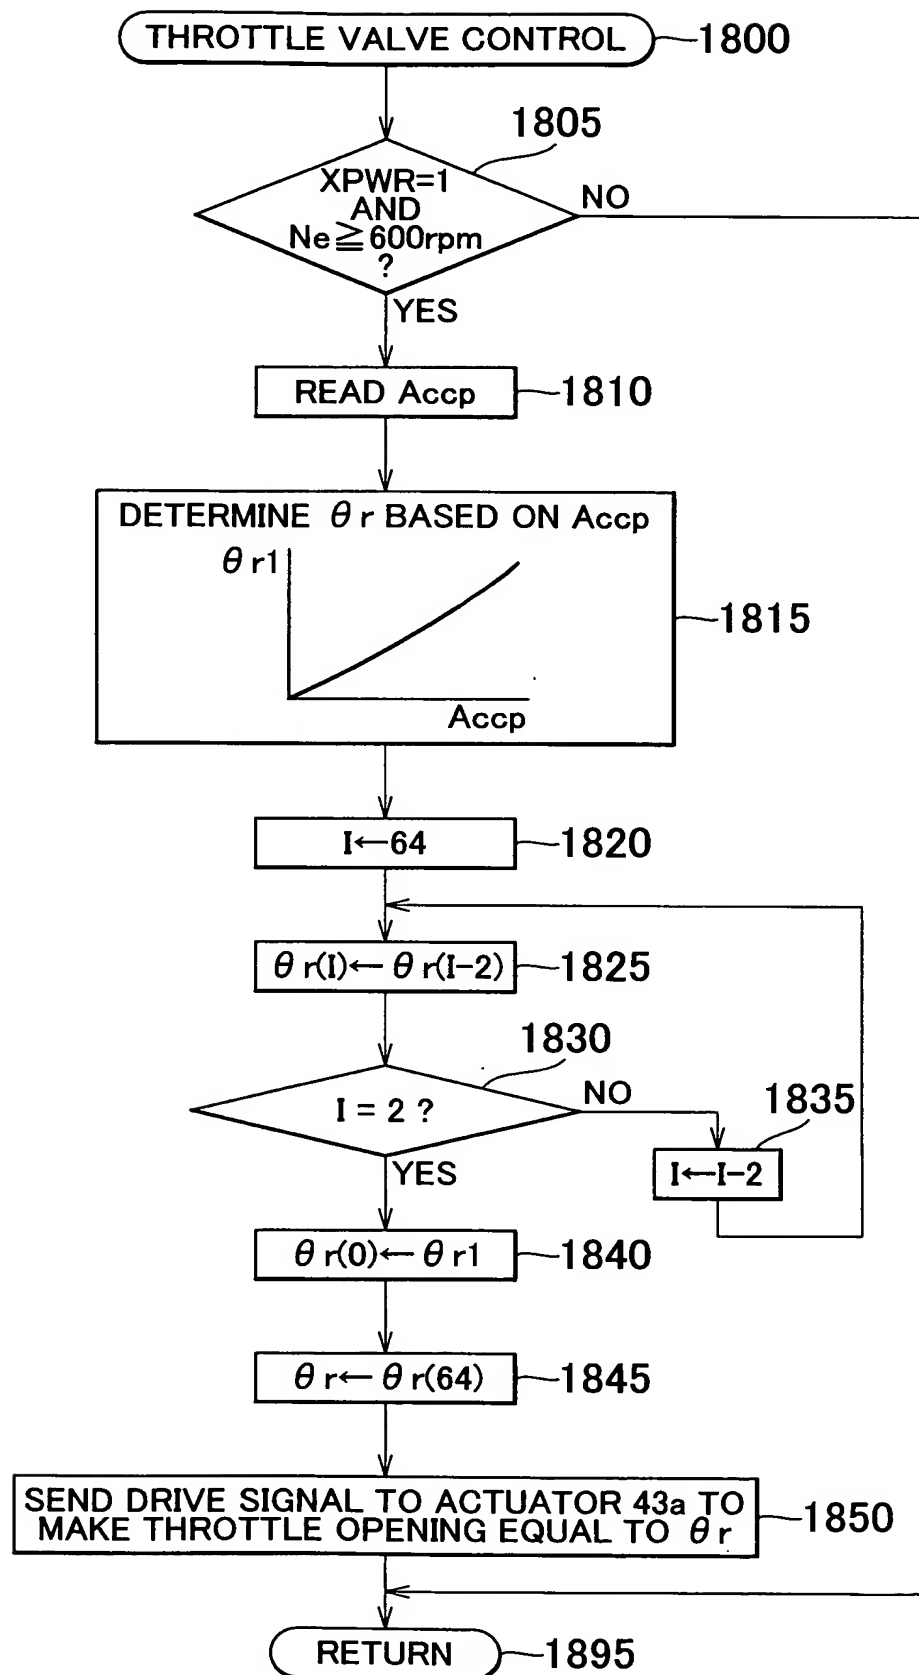 THROTTLE VALVE CONTROL
1800
1805
XPWR=1
AND
Ne≧600rpm
?
NO
YES
READ Accp
1810
DETERMINE θr BASED ON Accp
θr1
Accp
1815
I←64
1820
θr(I)←θr(I-2)
1825
1830
I=2?
NO
1835
I←I-2
YES
θr(0)←θr1
1840
θr←θr(64)
1845
SEND DRIVE SIGNAL TO ACTUATOR 43a TO
MAKE THROTTLE OPENING EQUAL TO θr
1850
RETURN
1895